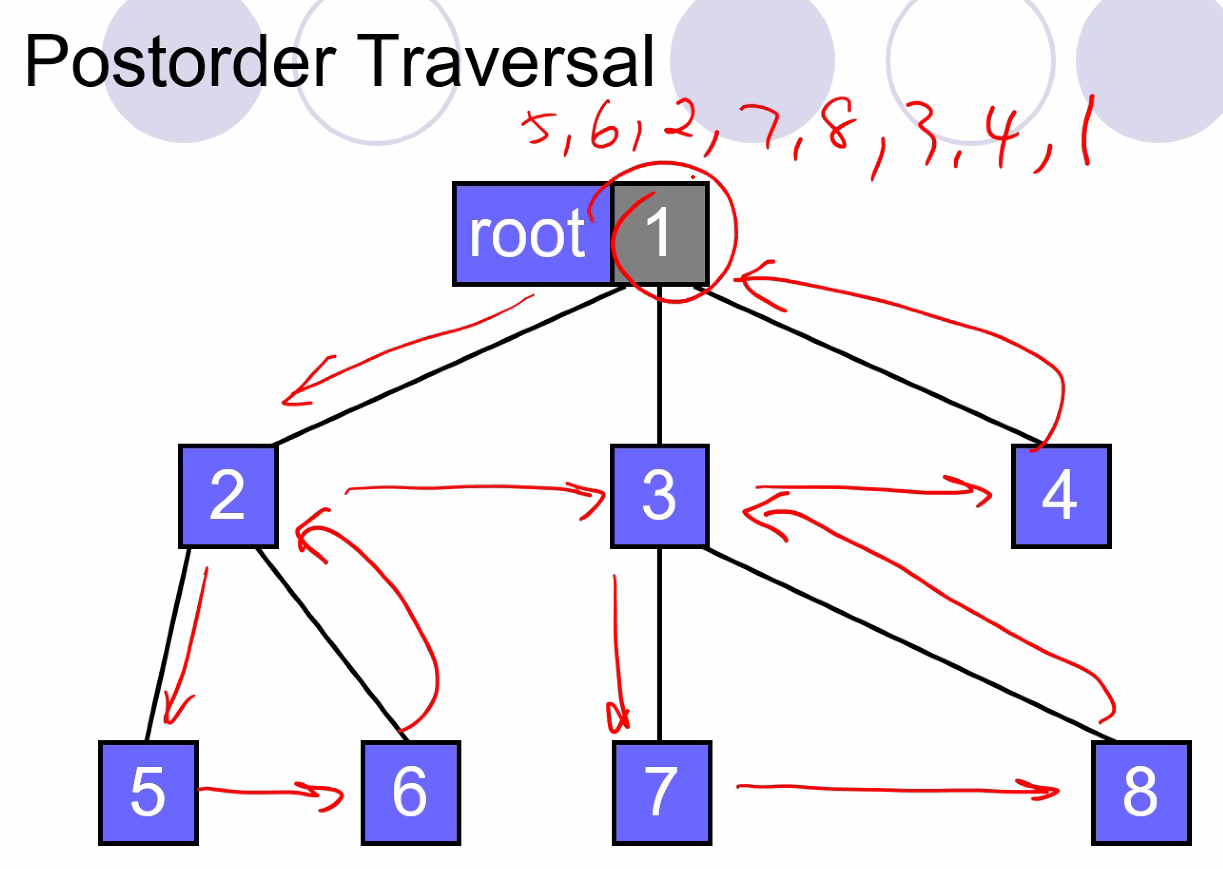 Postorder Traversal
5, 6, 2, 7, 8, 3, 4, 1
root 1
2 3 4
5 6 7 8